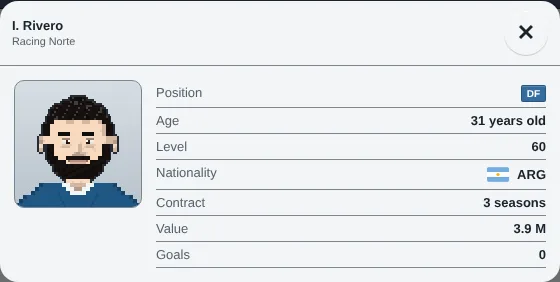 I. Rivero
Racing Norte
Position DF
Age 31 years old
Level 60
Nationality ARG
Contract 3 seasons
Value 3.9 M
Goals 0